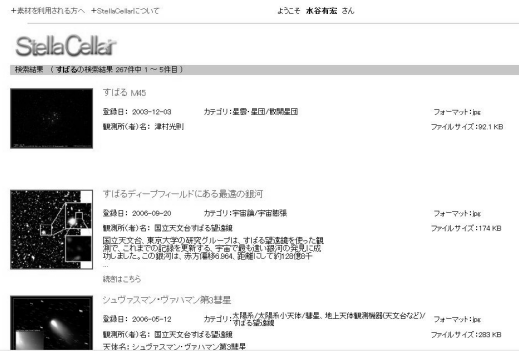 +素材を利用される方へ +StellaCellarについて ようこそ 水谷有宏 さん
StellaCellar
検索結果 ( すばるの検索結果 267件中 1 ~ 5件目 )
すばる M45
登録日: 2003-12-03 カテゴリ:星雲・星団/散開星団 フォーマット:jpg
観測所(者)名: 津村光則 ファイルサイズ:92.1 KB
すばるディープフィールドにある最遠の銀河
登録日: 2006-09-20 カテゴリ:宇宙論/宇宙膨張 フォーマット:jpg
観測所(者)名: 国立天文台すばる望遠鏡 ファイルサイズ:174 KB
国立天文台、東京大学の研究グループは、すばる望遠鏡を使った観
測で、これまでの記録を更新する、宇宙で最も遠い銀河の発見に成
功しました。この銀河は、赤方偏移6.964、距離にして約128億8千
...
続きはこちら
シュヴァスマン・ヴァハマン第3彗星
登録日: 2006-05-12 カテゴリ:太陽系/太陽系小天体/彗星、地上天体観測機器(天文台など)/すばる望遠鏡 フォーマット:jpg
観測所(者)名: 国立天文台すばる望遠鏡 ファイルサイズ:283 KB
天体名: シュヴァスマン・ヴァハマン第3彗星